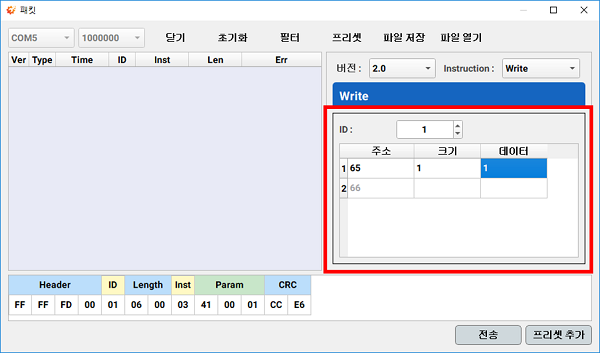 패킷
COM5 1000000 닫기 초기화 필터 프리셋 파일 저장 파일 열기
Ver Type Time ID Inst Len Err
버전 : 2.0 Instruction : Write
Write
ID : 1
주소 크기 데이터
1 65 1 1
2 66
Header ID Length Inst Param CRC
FF FF FD 00 01 06 00 03 41 00 01 CC E6
전송 프리셋 추가